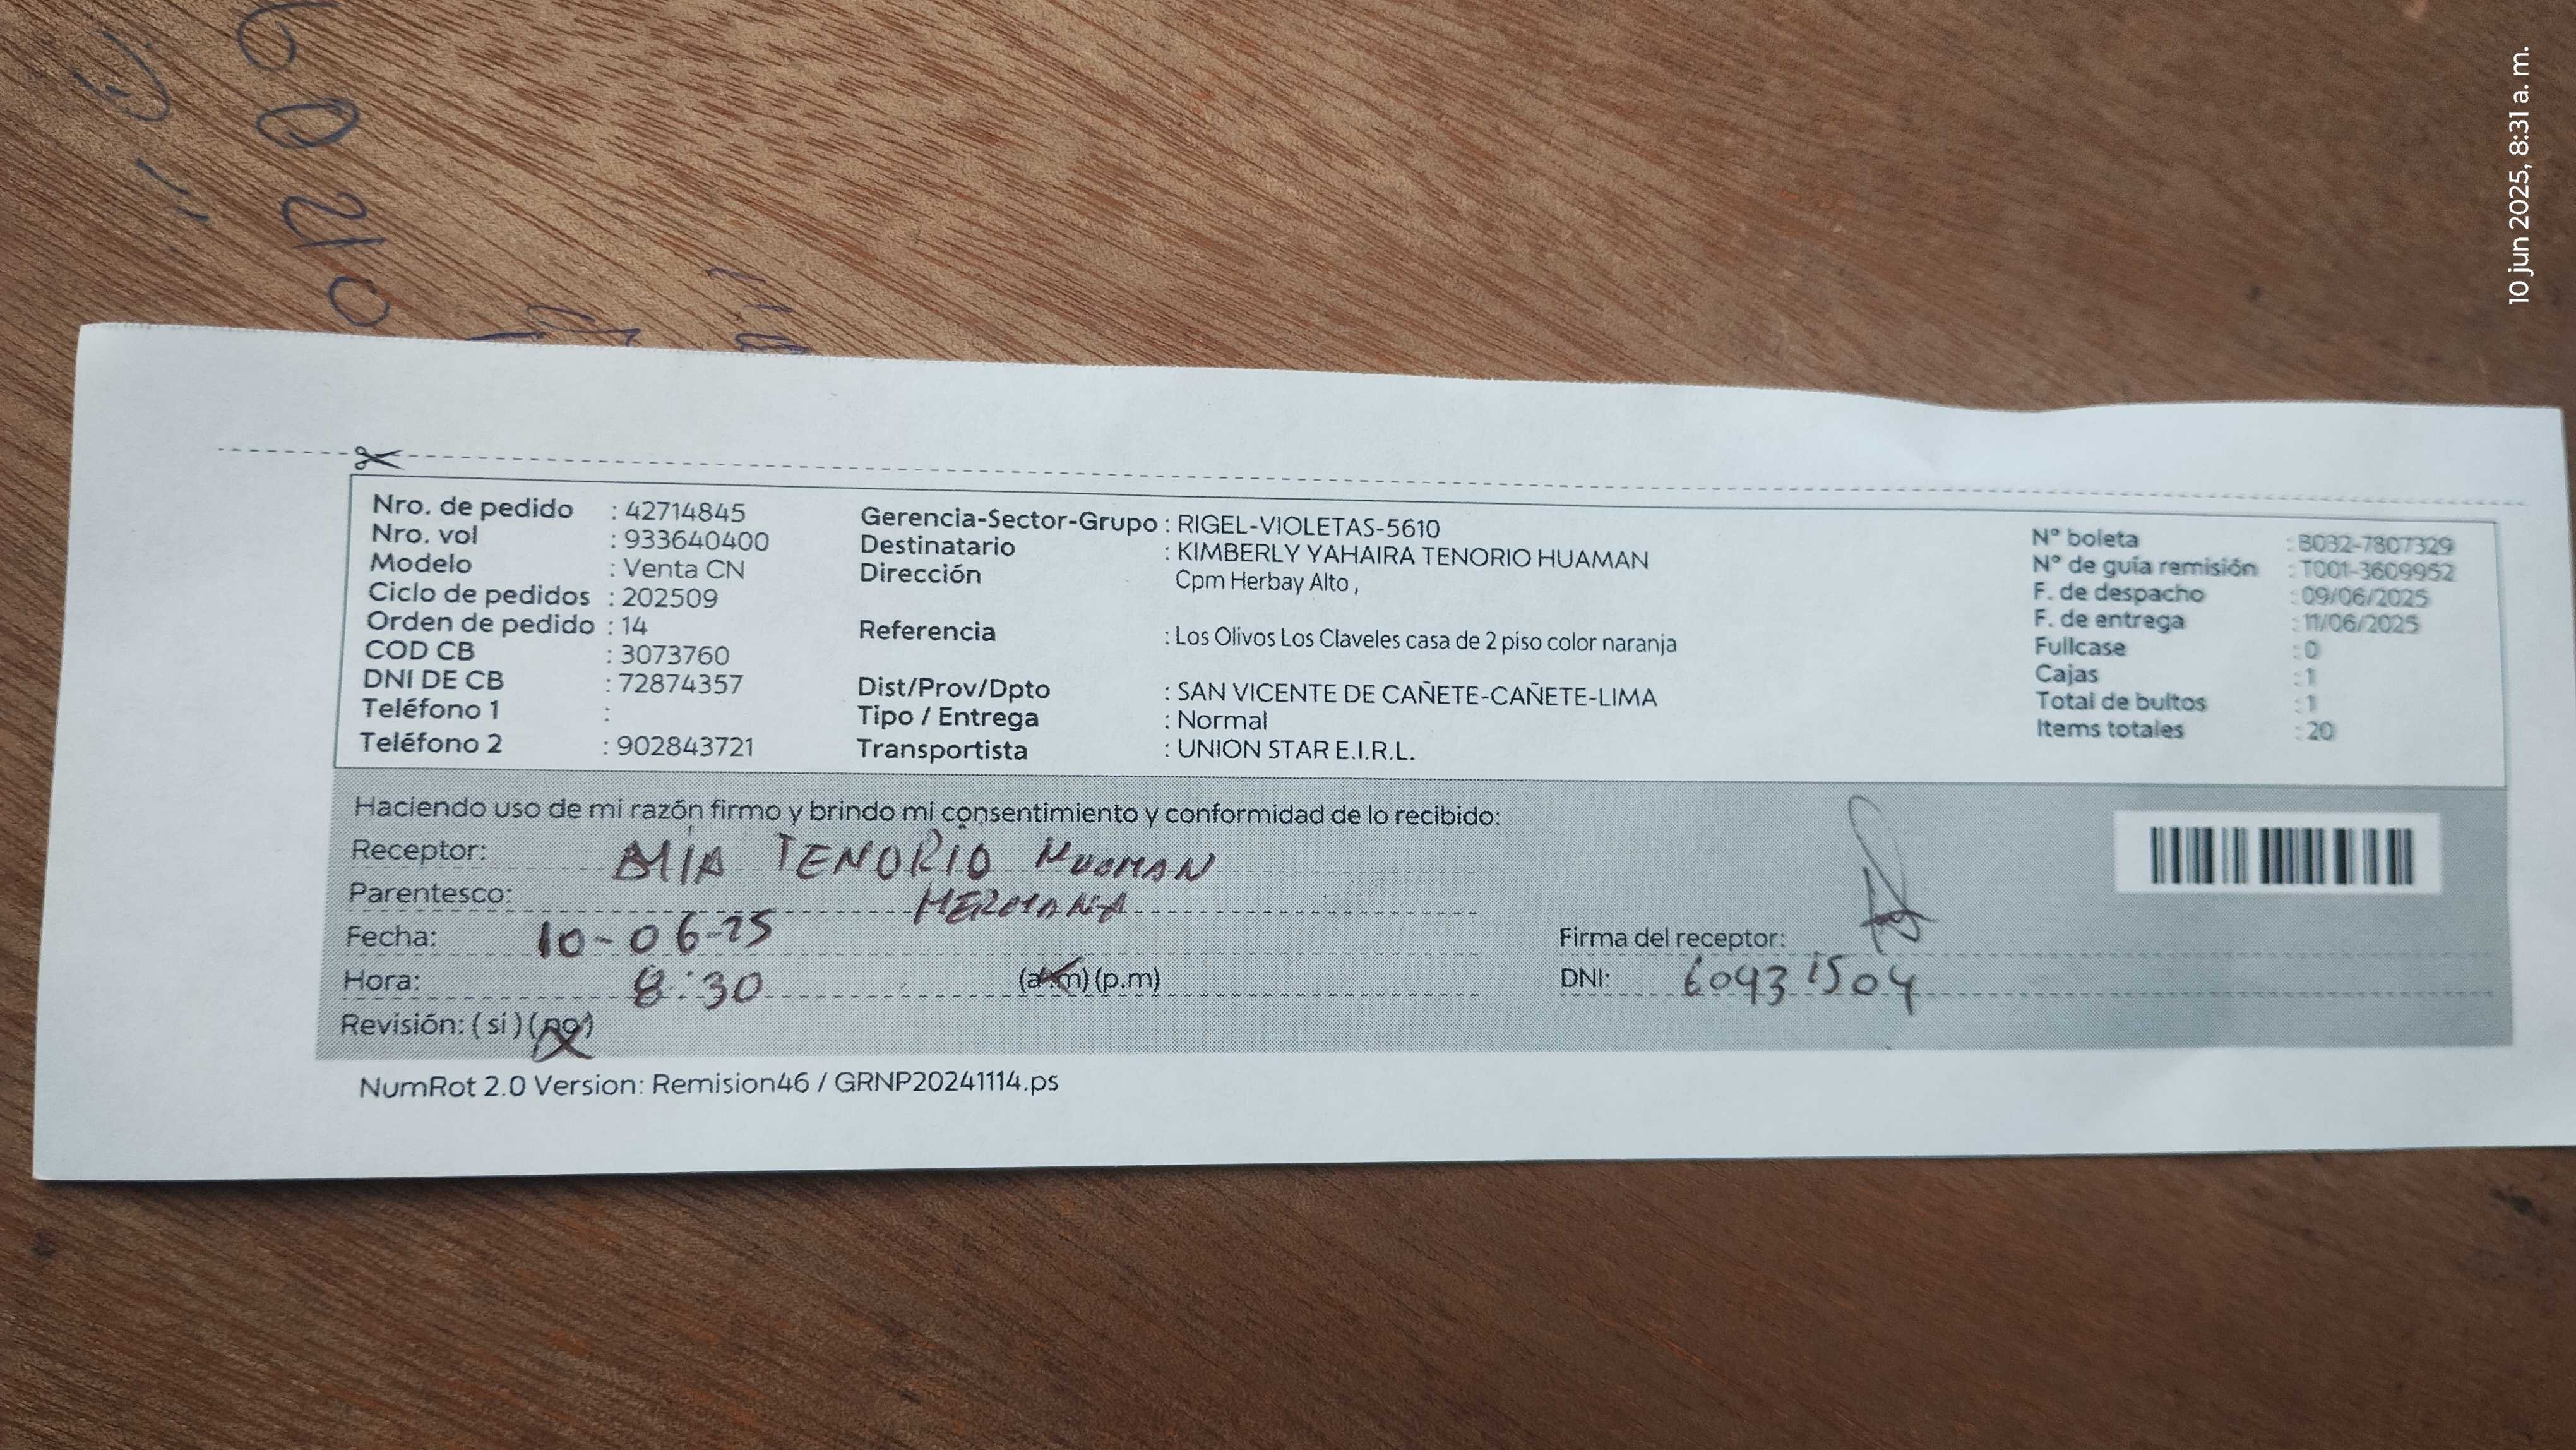 10 jun 2025, 8:31 a. m.
60210
Nro. de pedido : 42714845
Nro. vol : 933640400
Modelo : Venta CN
Ciclo de pedidos : 202509
Orden de pedido : 14
COD CB : 3073760
DNI DE CB : 72874357
Teléfono 1 :
Teléfono 2 : 902843721
Gerencia-Sector-Grupo : RIGEL-VIOLETAS-5610
Destinatario : KIMBERLY YAHAIRA TENORIO HUAMAN
Dirección Cpm Herbay Alto ,
Referencia : Los Olivos Los Claveles casa de 2 piso color naranja
Dist/Prov/Dpto : SAN VICENTE DE CAÑETE-CAÑETE-LIMA
Tipo / Entrega : Normal
Transportista : UNION STAR E.I.R.L.
N° boleta : B032-7807329
N° de guía remisión : T001-3609952
F. de despacho : 09/06/2025
F. de entrega : 11/06/2025
Fullcase : 0
Cajas : 1
Total de bultos : 1
Items totales : 20
Haciendo uso de mi razón firmo y brindo mi consentimiento y conformidad de lo recibido:
Receptor: MIA TENORIO HUAMAN
Parentesco: HERMANA
Fecha: 10-06-25
Hora: 8:30 (a.m) (p.m)
Revisión: ( si ) ( no )
Firma del receptor:
DNI: 60931504
NumRot 2.0 Version: Remision46 / GRNP20241114.ps